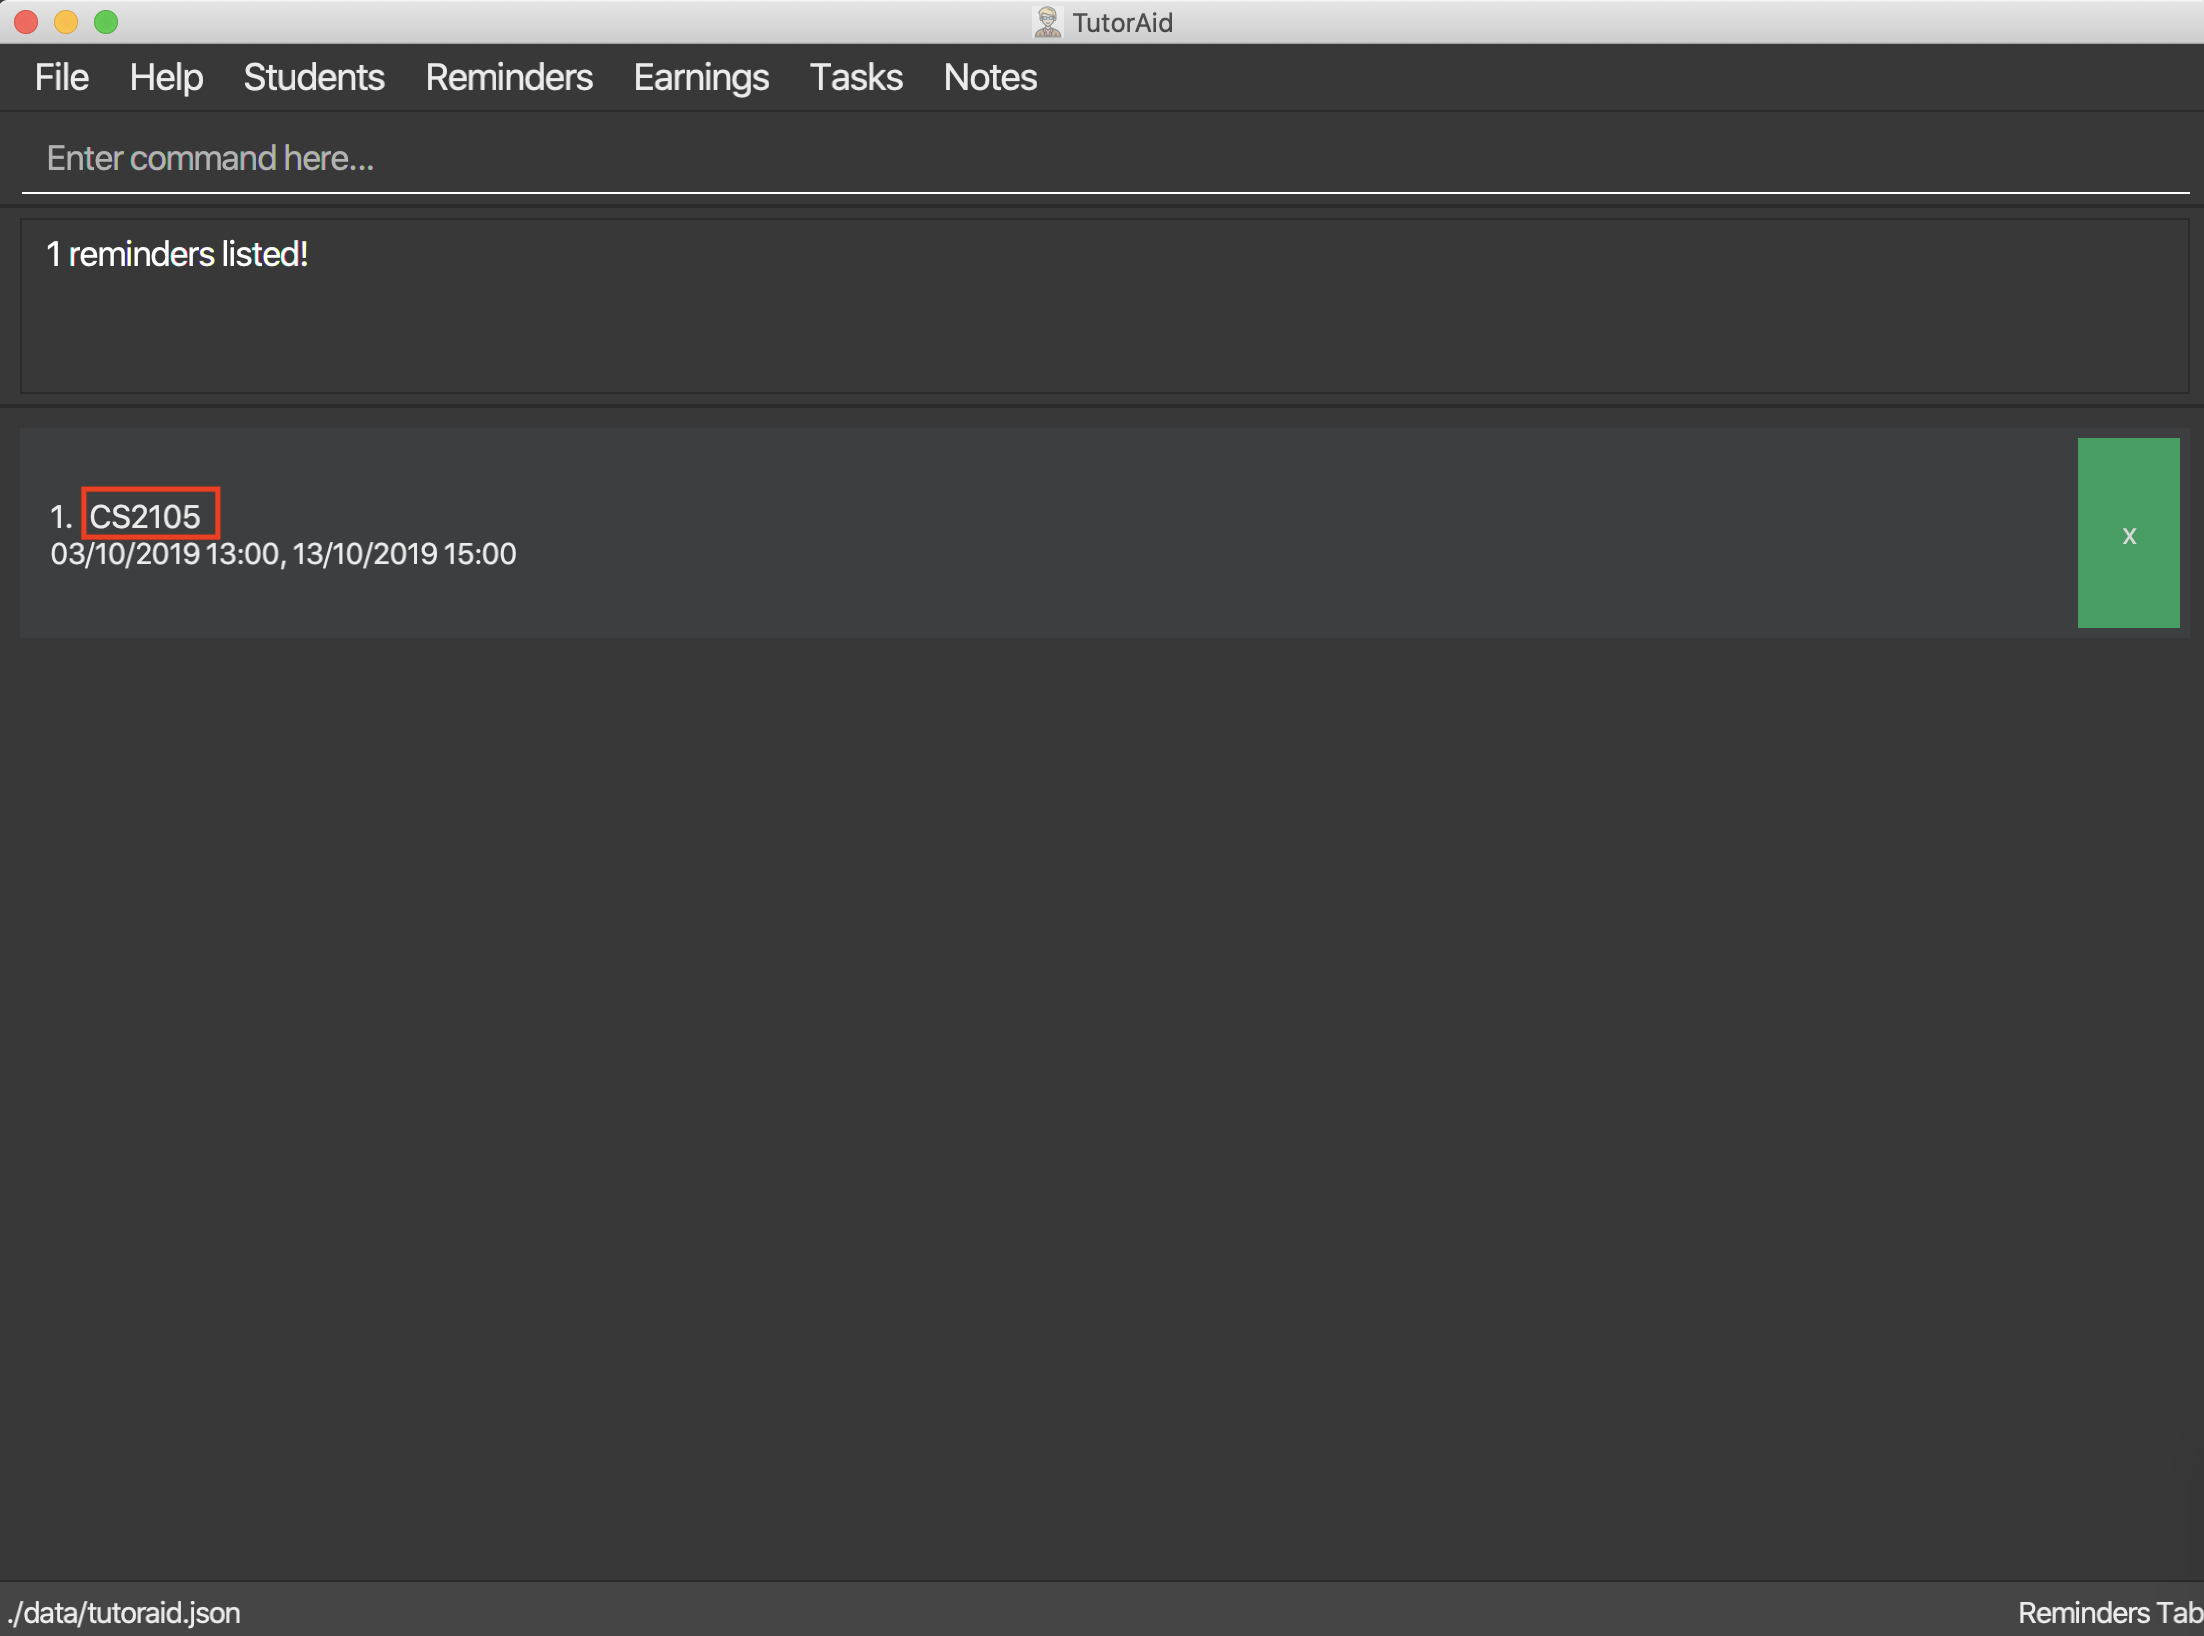 TutorAid
File Help Students Reminders Earnings Tasks Notes
Enter command here...
1 reminders listed!
1. CS2105
03/10/2019 13:00, 13/10/2019 15:00
x
./data/tutoraid.json
Reminders Tab